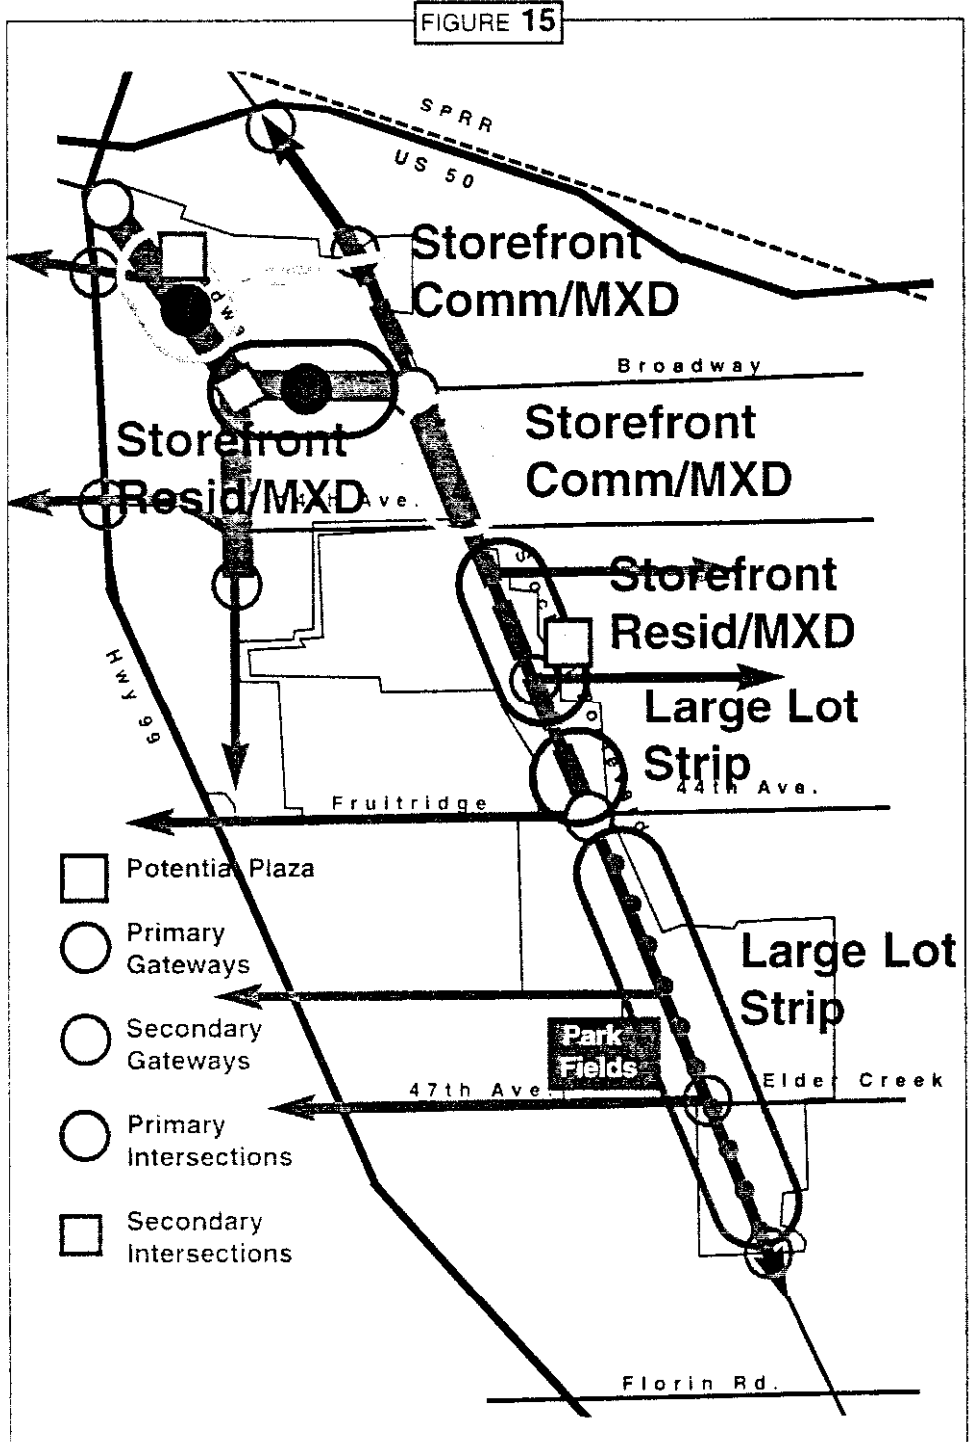 FIGURE 15
SPRR
US 50
Storefront
Comm/MXD
Broadway
Storefront
Resid/MXD
Storefront
Comm/MXD
Ave.
Storefront
Resid/MXD
Hwy 99
Large Lot
Strip
44th Ave.
Fruitridge
Potential Plaza
Primary
Gateways
Secondary
Gateways
Primary
Intersections
Secondary
Intersections
Large Lot
Strip
Park
Fields
47th Ave.
Elder Creek
Florin Rd.